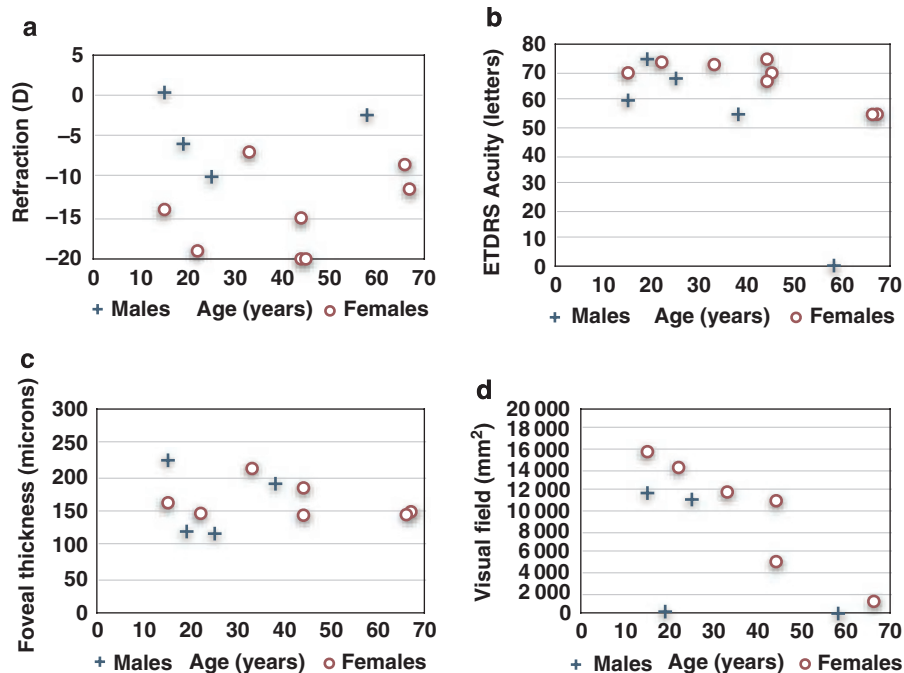 a
5
0
–5
–10
–15
–20
Refraction (D)
0 10 20 30 40 50 60 70
+ Males Age (years) o Females
b
80
70
60
50
40
30
20
10
0
ETDRS Acuity (letters)
0 10 20 30 40 50 60 70
+ Males Age (years) o Females
c
300
250
200
150
100
50
0
Foveal thickness (microns)
0 10 20 30 40 50 60 70
+ Males Age (years) o Females
d
20 000
18 000
16 000
14 000
12 000
10 000
8 000
6 000
4 000
2 000
0
Visual field (mm²)
0 10 20 30 40 50 60 70
+ Males Age (years) o Females